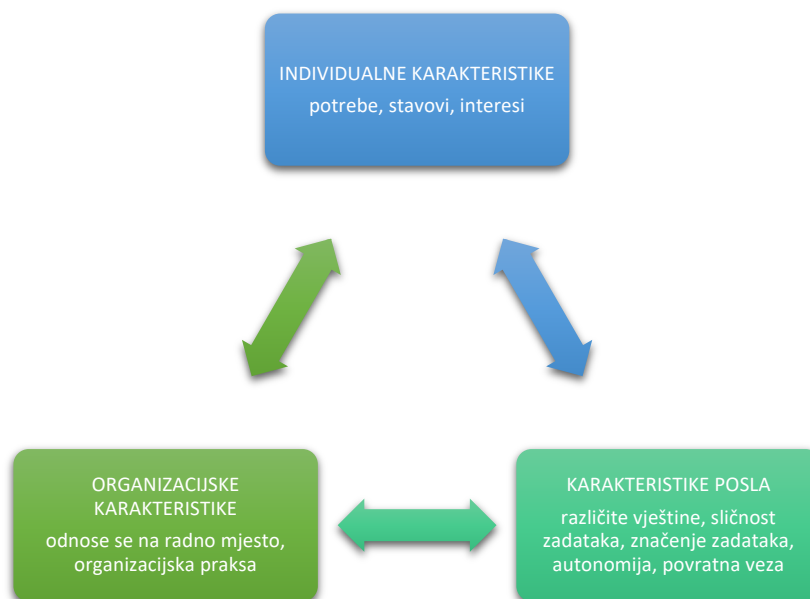 INDIVIDUALNE KARAKTERISTIKE
potrebe, stavovi, interesi
ORGANIZACIJSKE
KARAKTERISTIKE
odnose se na radno mjesto,
organizacijska praksa
KARAKTERISTIKE POSLA
različite vještine, sličnost
zadataka, značenje zadataka,
autonomija, povratna veza